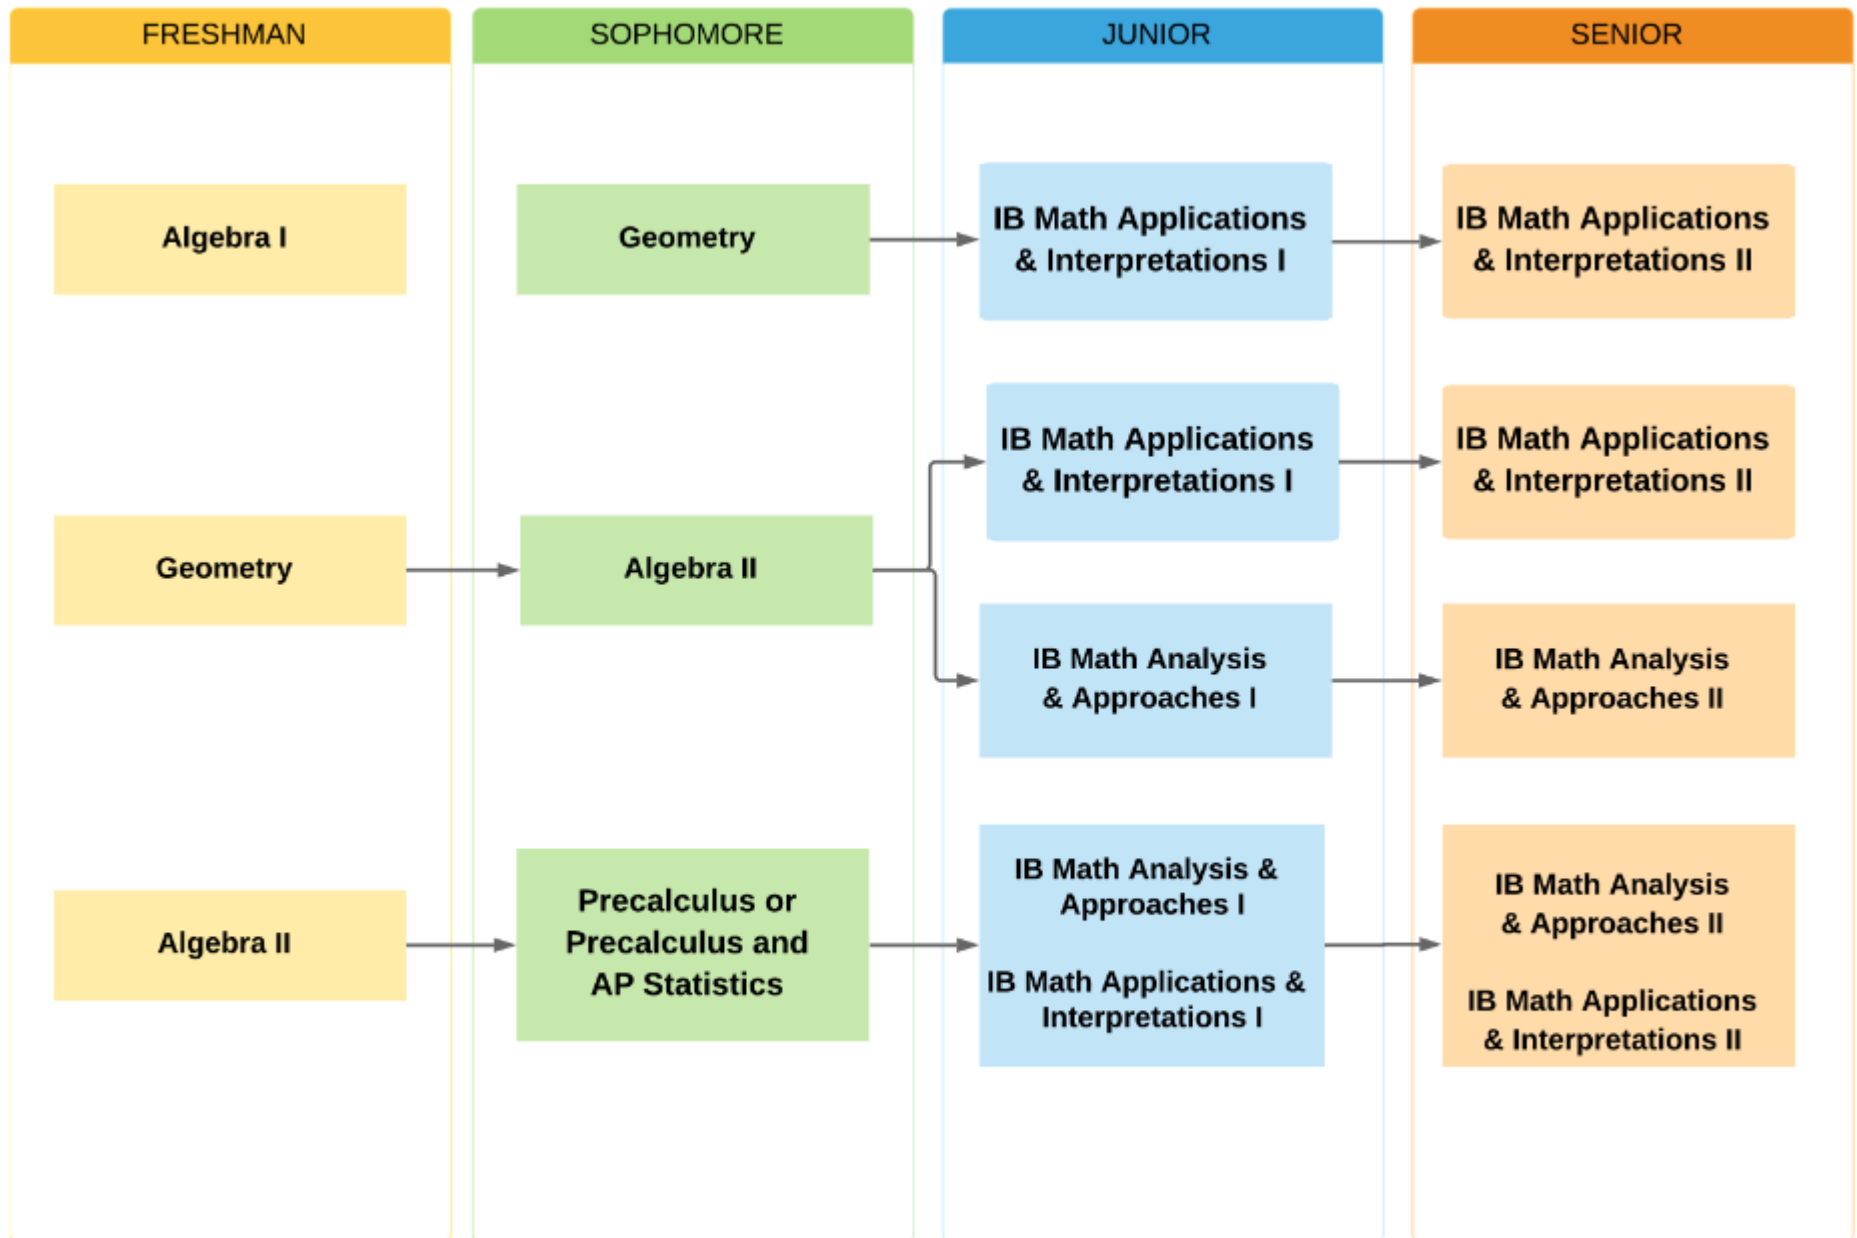 FRESHMAN
SOPHOMORE
JUNIOR
SENIOR
Algebra I
Geometry
IB Math Applications
& Interpretations I
IB Math Applications
& Interpretations II
Geometry
Algebra II
IB Math Applications
& Interpretations I
IB Math Applications
& Interpretations II
IB Math Analysis
& Approaches I
IB Math Analysis
& Approaches II
Algebra II
Precalculus or
Precalculus and
AP Statistics
IB Math Analysis &
Approaches I
IB Math Applications &
Interpretations I
IB Math Analysis
& Approaches II
IB Math Applications
& Interpretations II